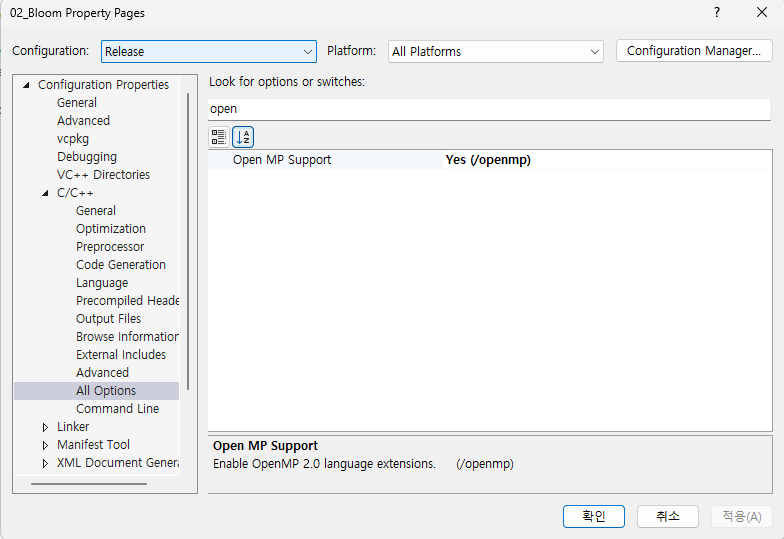 02_Bloom Property Pages
Configuration: Release Platform: All Platforms Configuration Manager...
Configuration Properties
General
Advanced
vcpkg
Debugging
VC++ Directories
C/C++
General
Optimization
Preprocessor
Code Generation
Language
Precompiled Heade
Output Files
Browse Information
External Includes
Advanced
All Options
Command Line
Linker
Manifest Tool
XML Document Genera
Look for options or switches:
open
Open MP Support Yes (/openmp)
Open MP Support
Enable OpenMP 2.0 language extensions. (/openmp)
확인 취소 적용(A)